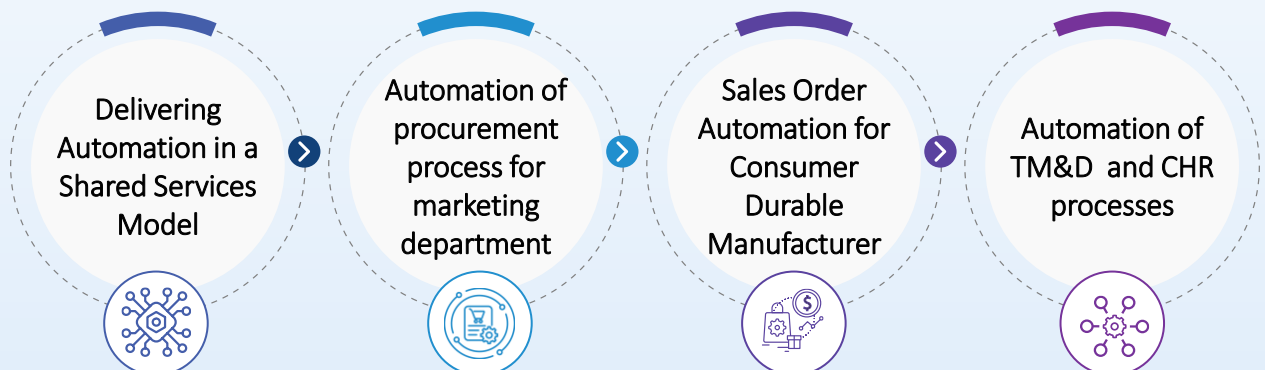 Delivering
Automation in a
Shared Services
Model
Automation of
procurement
process for
marketing
department
Sales Order
Automation for
Consumer
Durable
Manufacturer
$
Automation of
TM&D and CHR
processes